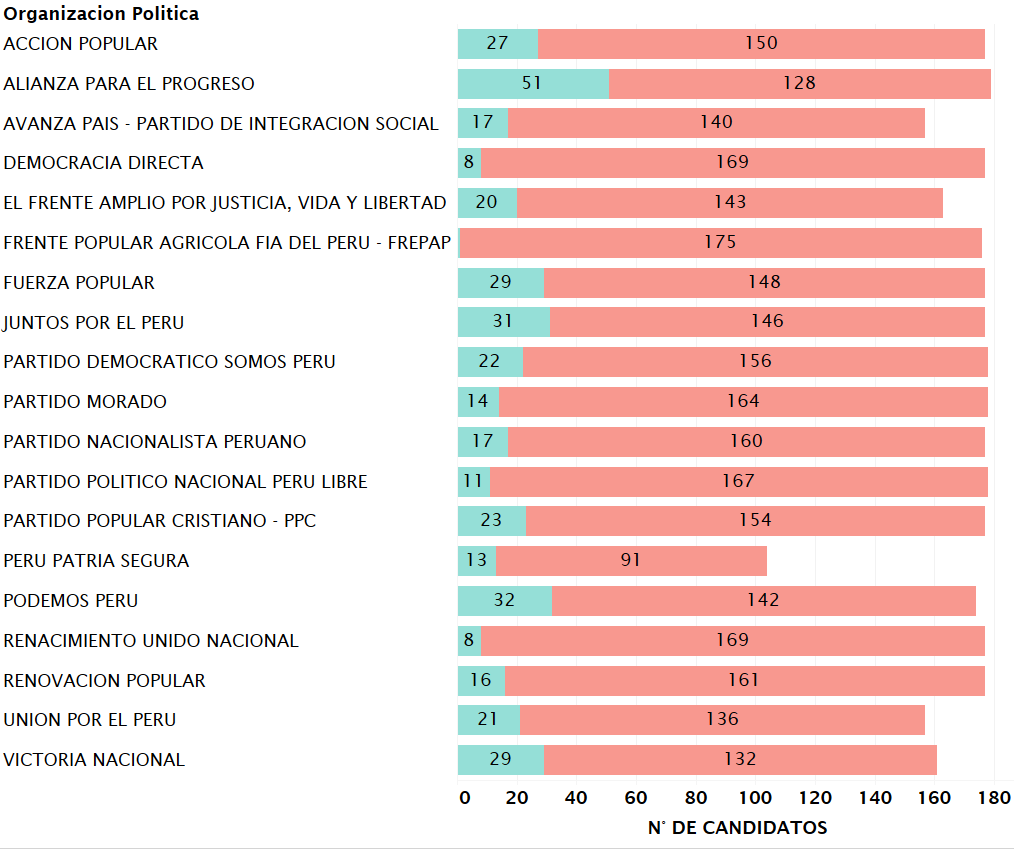 Organizacion Politica
ACCION POPULAR 27 150
ALIANZA PARA EL PROGRESO 51 128
AVANZA PAIS - PARTIDO DE INTEGRACION SOCIAL 17 140
DEMOCRACIA DIRECTA 8 169
EL FRENTE AMPLIO POR JUSTICIA, VIDA Y LIBERTAD 20 143
FRENTE POPULAR AGRICOLA FIA DEL PERU - FREPAP 175
FUERZA POPULAR 29 148
JUNTOS POR EL PERU 31 146
PARTIDO DEMOCRATICO SOMOS PERU 22 156
PARTIDO MORADO 14 164
PARTIDO NACIONALISTA PERUANO 17 160
PARTIDO POLITICO NACIONAL PERU LIBRE 11 167
PARTIDO POPULAR CRISTIANO - PPC 23 154
PERU PATRIA SEGURA 13 91
PODEMOS PERU 32 142
RENACIMIENTO UNIDO NACIONAL 8 169
RENOVACION POPULAR 16 161
UNION POR EL PERU 21 136
VICTORIA NACIONAL 29 132
0 20 40 60 80 100 120 140 160 180
N° DE CANDIDATOS